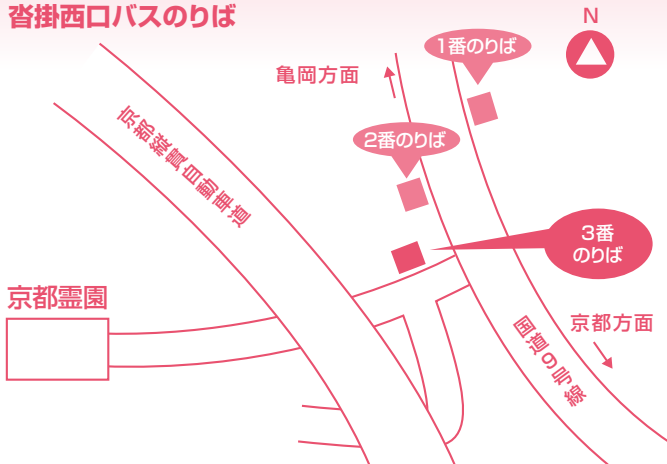 沓掛西口バスのりば
N
1番のりば
亀岡方面
2番のりば
京都縦貫自動車道
3番
のりば
京都霊園
京都方面
国道9号線